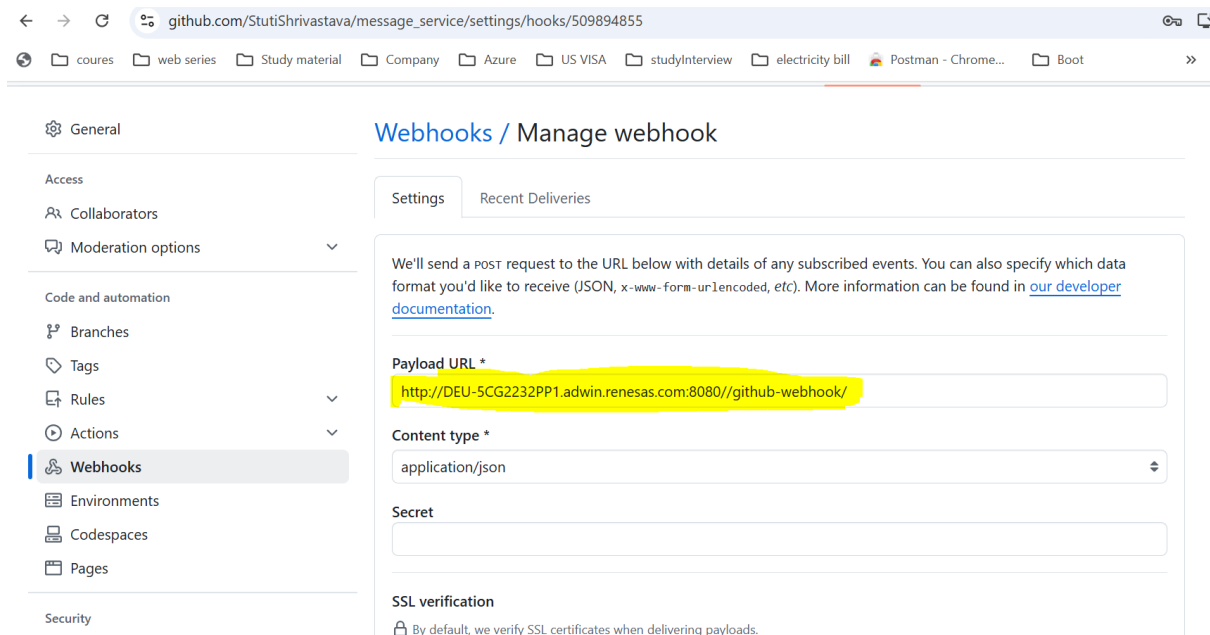 github.com/StutiShrivastava/message_service/settings/hooks/509894855
coures web series Study material Company Azure US VISA studyInterview electricity bill Postman - Chrome... Boot »
General
Access
Collaborators
Moderation options
Code and automation
Branches
Tags
Rules
Actions
Webhooks
Environments
Codespaces
Pages
Security
Webhooks / Manage webhook
Settings Recent Deliveries
We'll send a POST request to the URL below with details of any subscribed events. You can also specify which data
format you'd like to receive (JSON, x-www-form-urlencoded, etc). More information can be found in our developer
documentation.
Payload URL *
http://DEU-5CG2232PP1.adwin.renesas.com:8080//github-webhook/
Content type *
application/json
Secret
SSL verification
By default, we verify SSL certificates when delivering payloads.